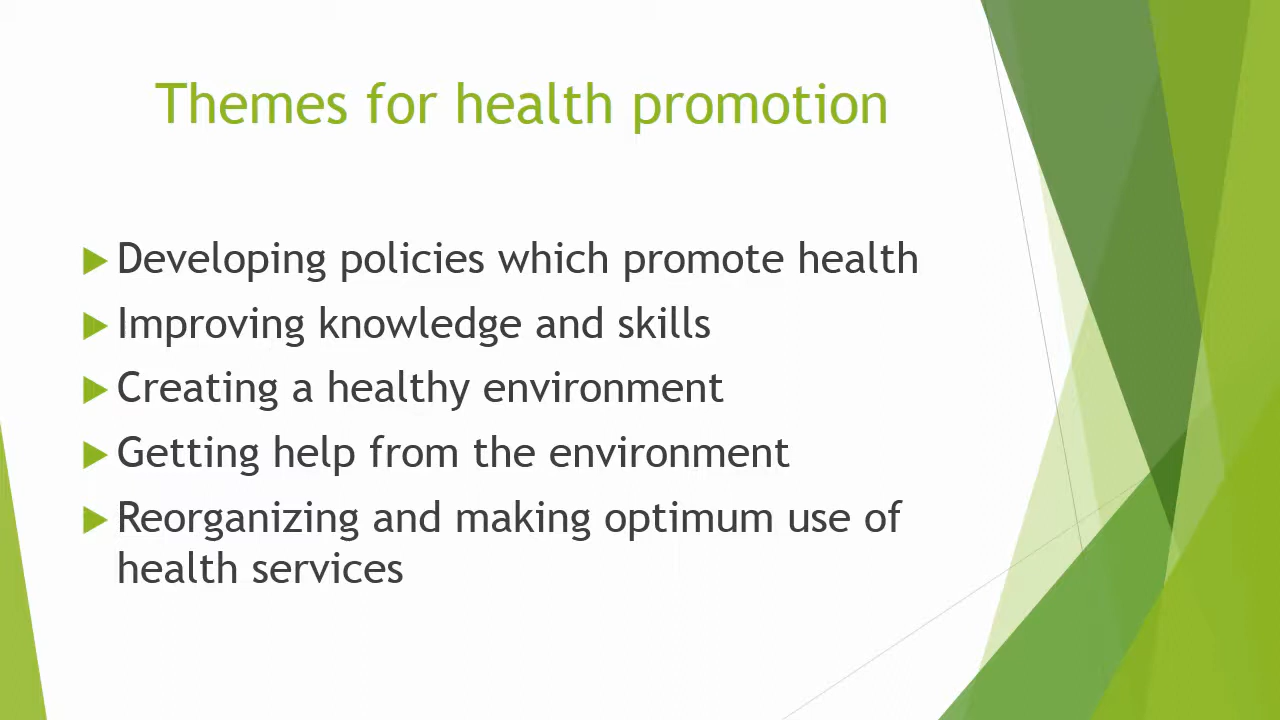 Themes for health promotion
Developing policies which promote health
Improving knowledge and skills
Creating a healthy environment
Getting help from the environment
Reorganizing and making optimum use of
health services